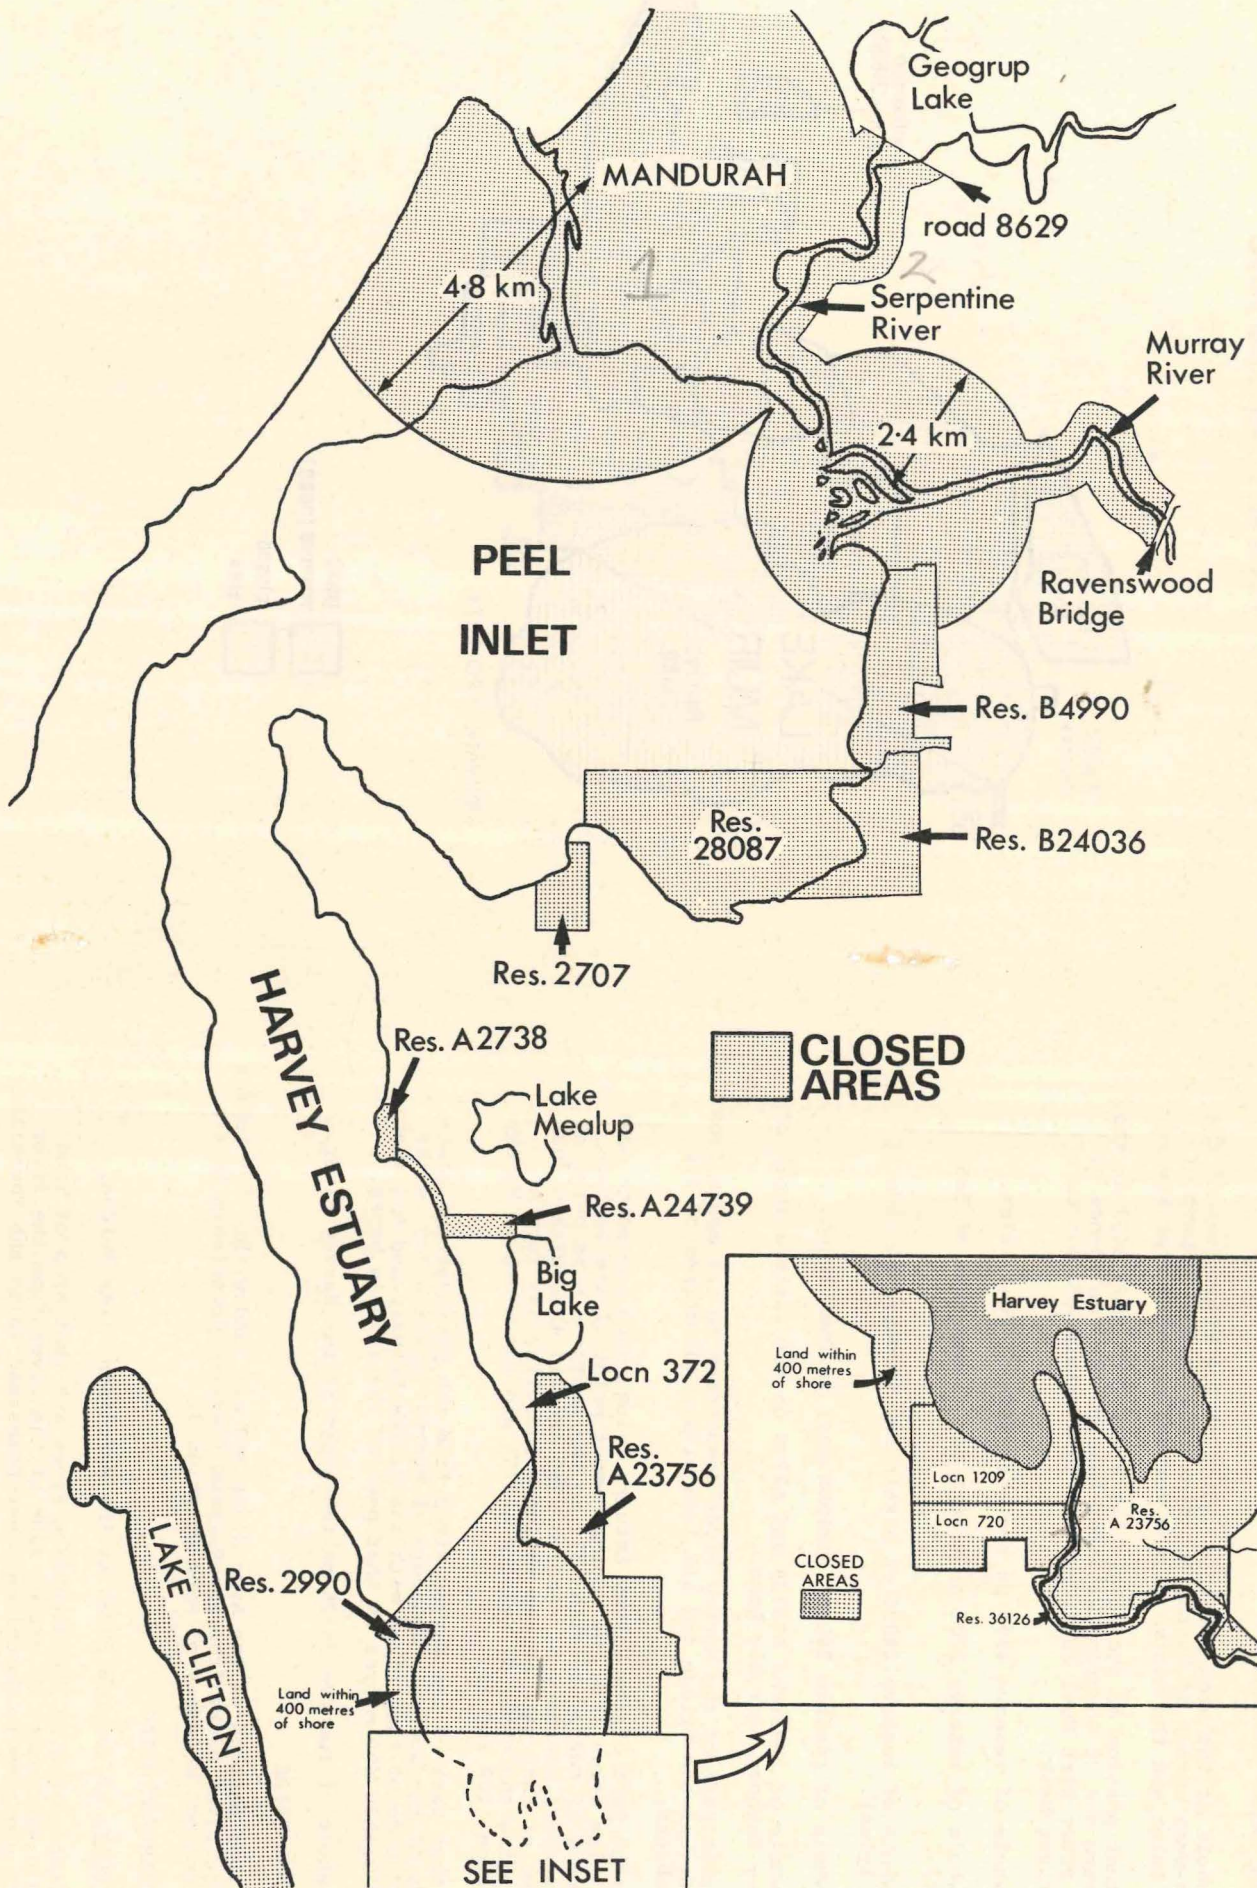 Geogrup
Lake
MANDURAH
road 8629
4·8 km
1
2
Serpentine
River
Murray
River
2·4 km
PEEL
INLET
Ravenswood
Bridge
Res. B4990
Res.
28087
Res. B24036
Res. 2707
HARVEY ESTUARY
Res. A2738
CLOSED
AREAS
Lake
Mealup
Res. A24739
Big
Lake
Locn 372
Res.
A23756
LAKE CLIFTON
Res. 2990
Land within
400 metres
of shore
1
SEE INSET
Harvey Estuary
Land within
400 metres
of shore
Locn 1209
Locn 720
Res.
A 23756
CLOSED
AREAS
Res. 36126